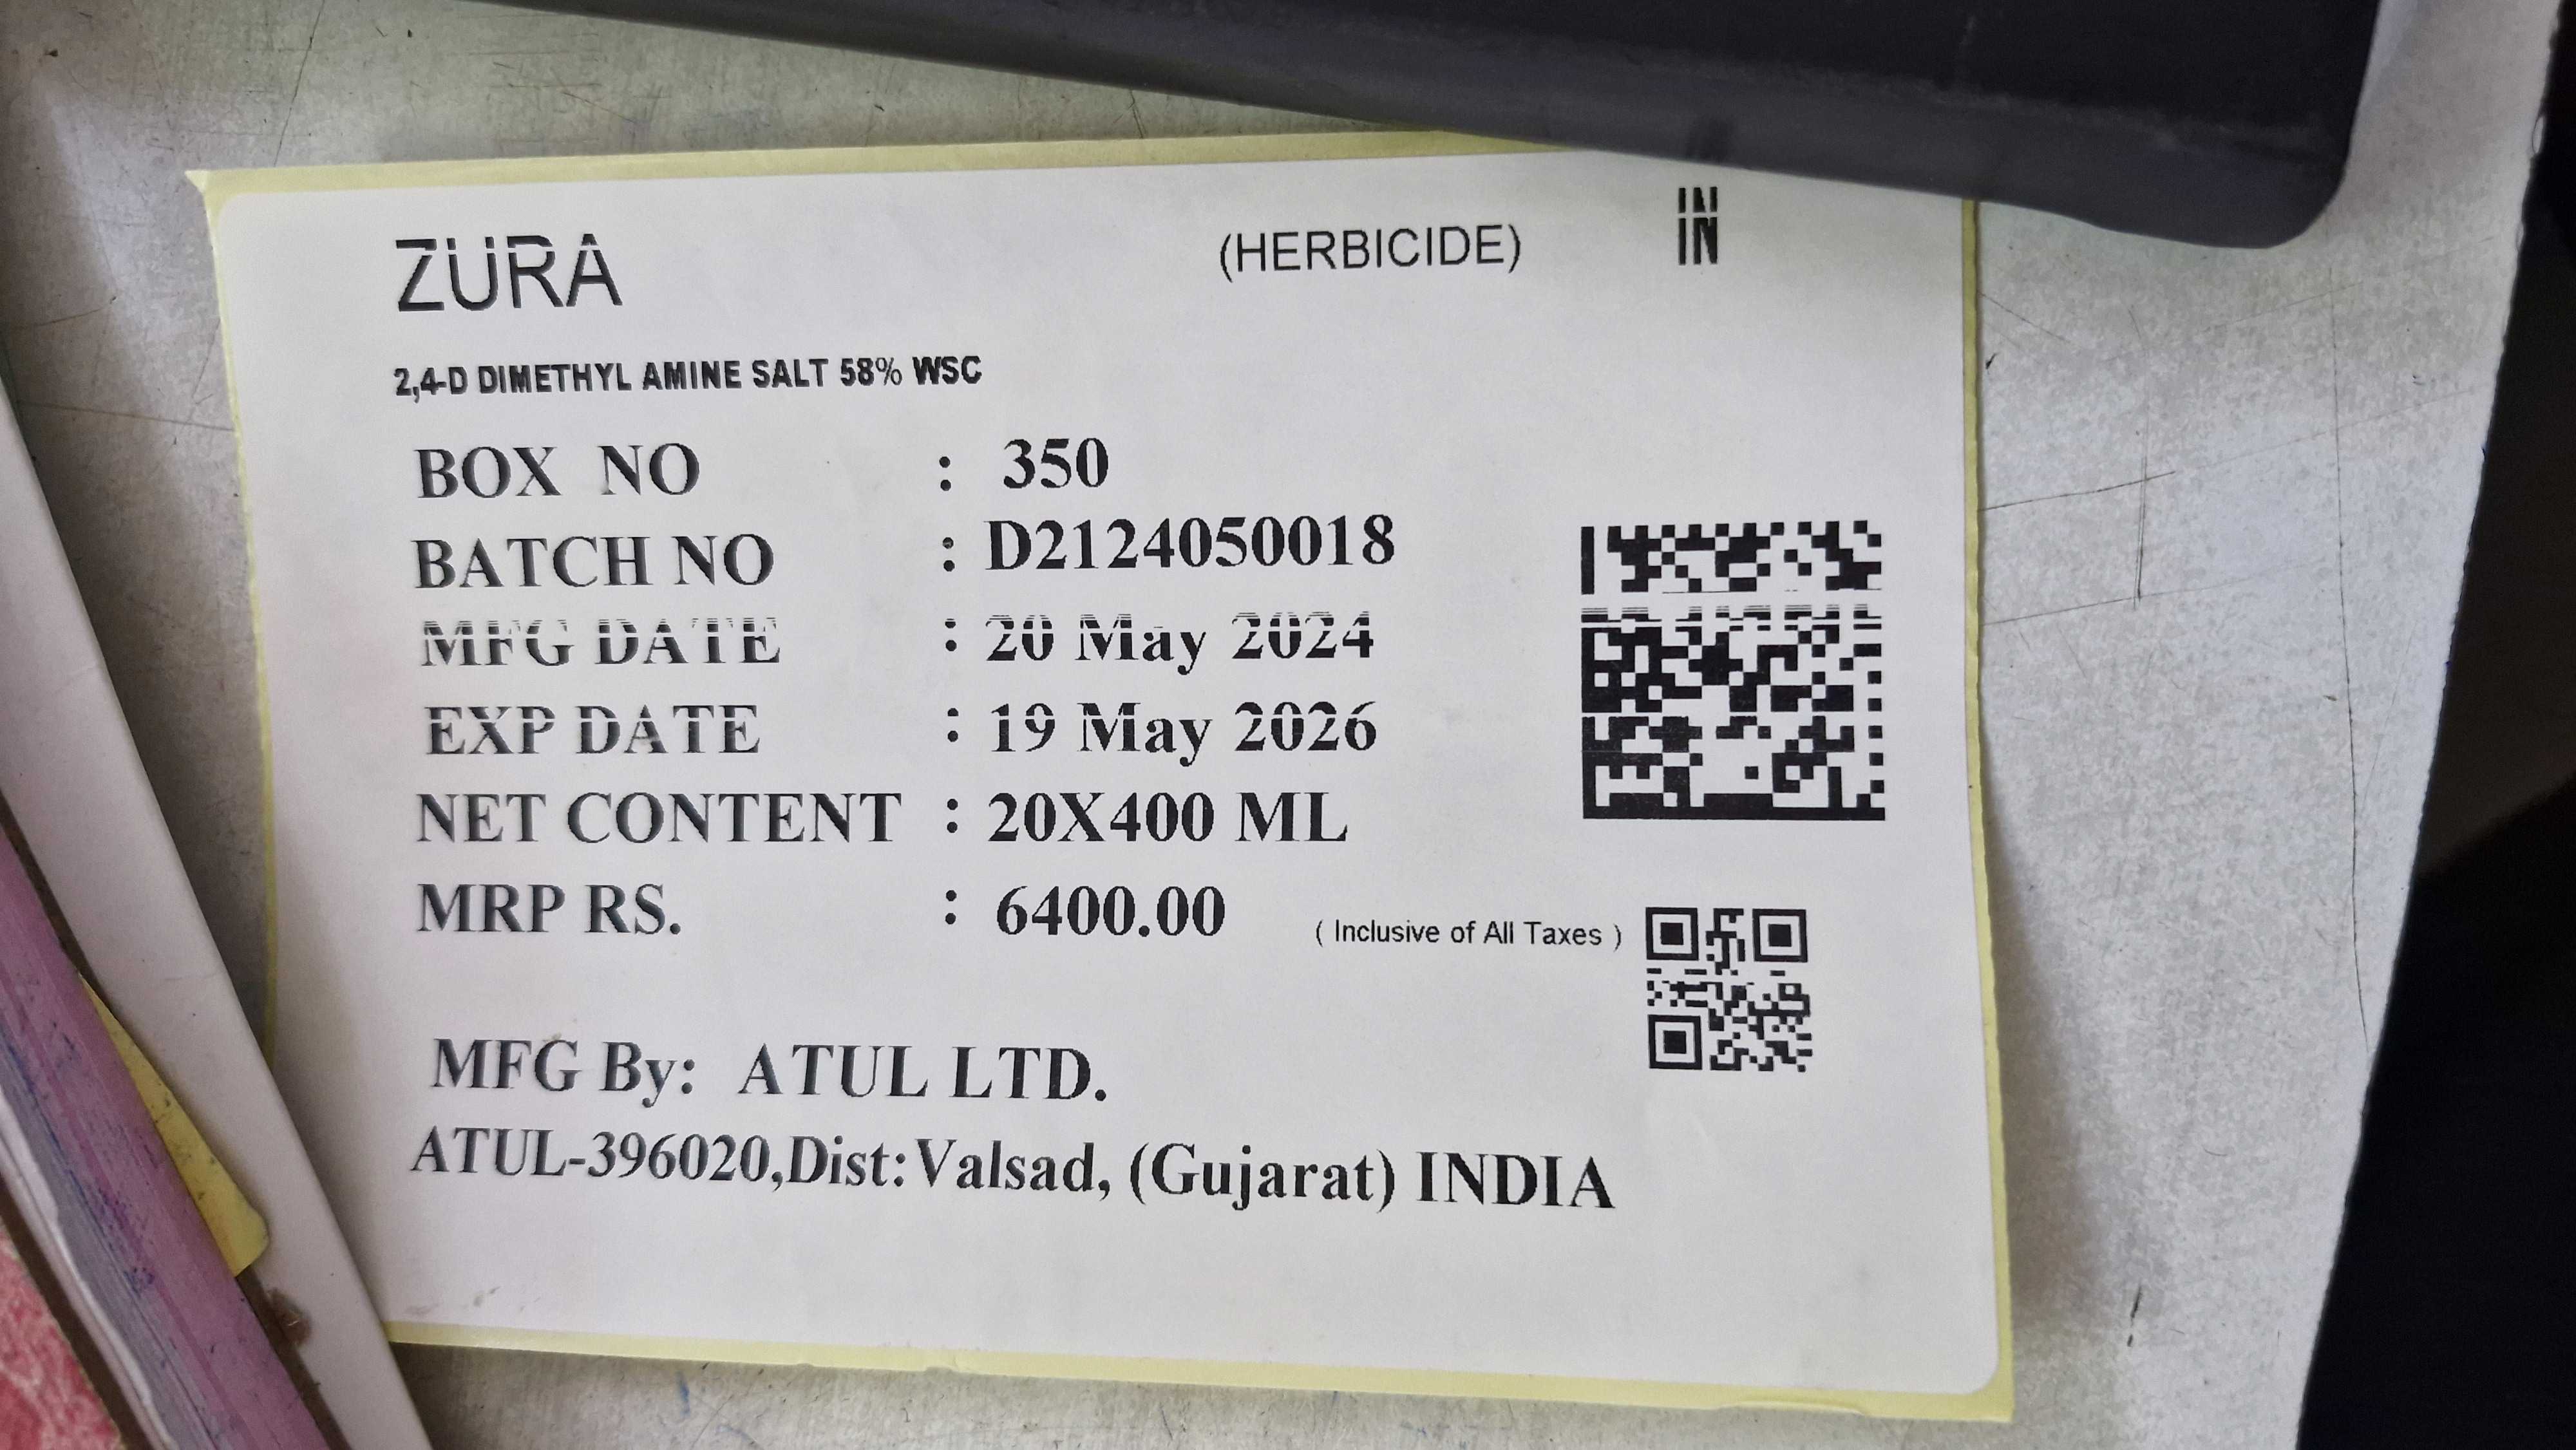 ZURA (HERBICIDE) IN
2,4-D DIMETHYL AMINE SALT 58% WSC
BOX NO : 350
BATCH NO : D2124050018
MFG DATE : 20 May 2024
EXP DATE : 19 May 2026
NET CONTENT : 20X400 ML
MRP RS. : 6400.00 ( Inclusive of All Taxes )
MFG By: ATUL LTD.
ATUL-396020,Dist:Valsad, (Gujarat) INDIA